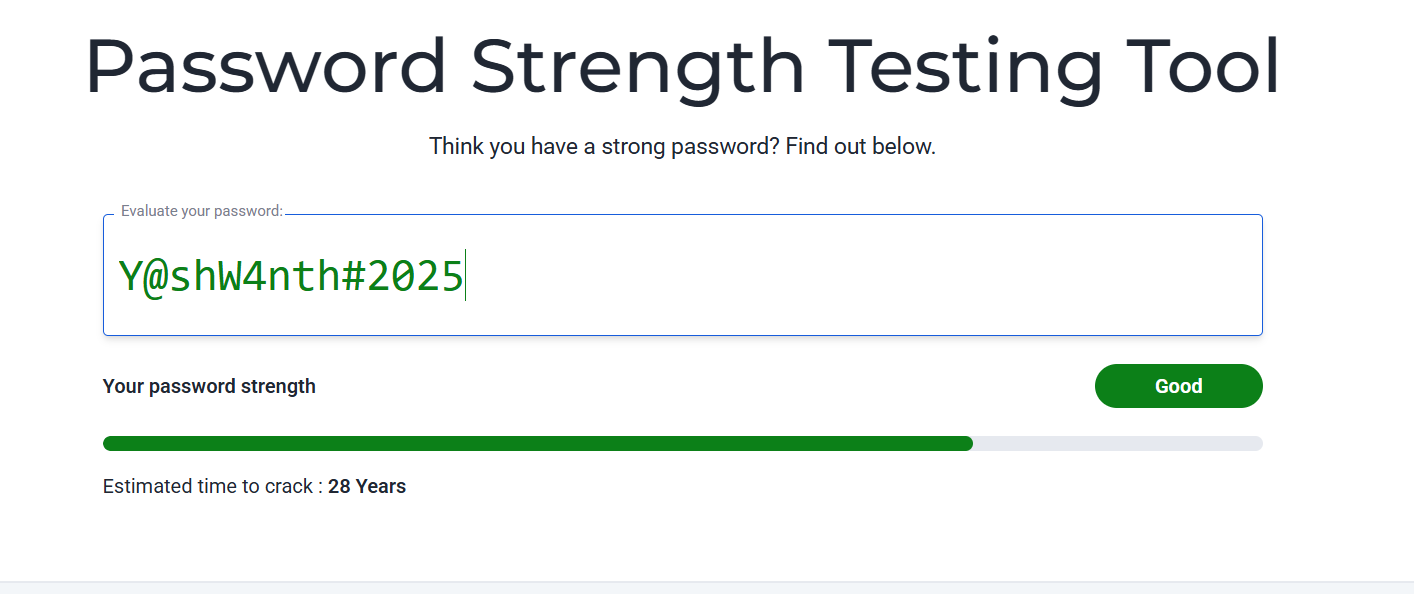 Password Strength Testing Tool
Think you have a strong password? Find out below.
Evaluate your password:
Y@shW4nth#2025
Your password strength
Good
Estimated time to crack : 28 Years